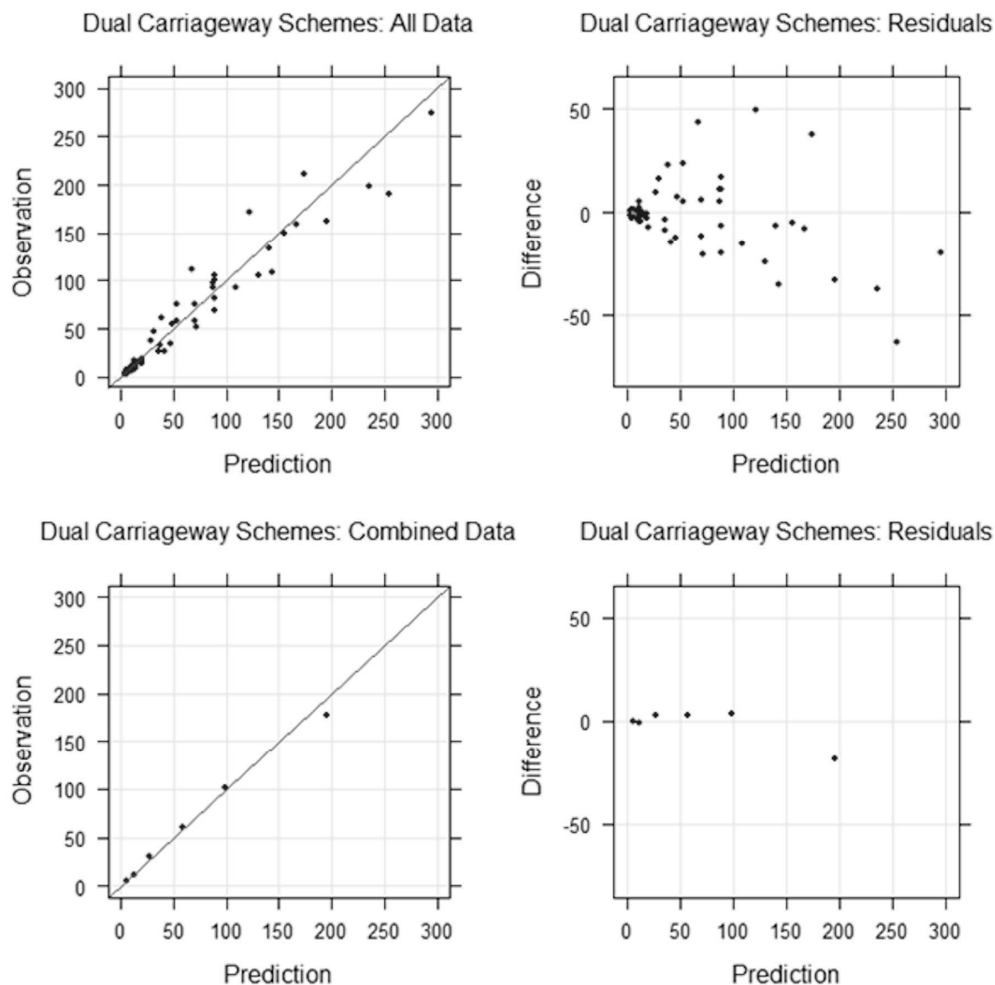 Dual Carriageway Schemes: All Data
300
250
200
150
100
50
0
Observation
0 50 100 150 200 250 300
Prediction
Dual Carriageway Schemes: Residuals
50
0
-50
Difference
0 50 100 150 200 250 300
Prediction
Dual Carriageway Schemes: Combined Data
300
250
200
150
100
50
0
Observation
0 50 100 150 200 250 300
Prediction
Dual Carriageway Schemes: Residuals
50
0
-50
Difference
0 50 100 150 200 250 300
Prediction